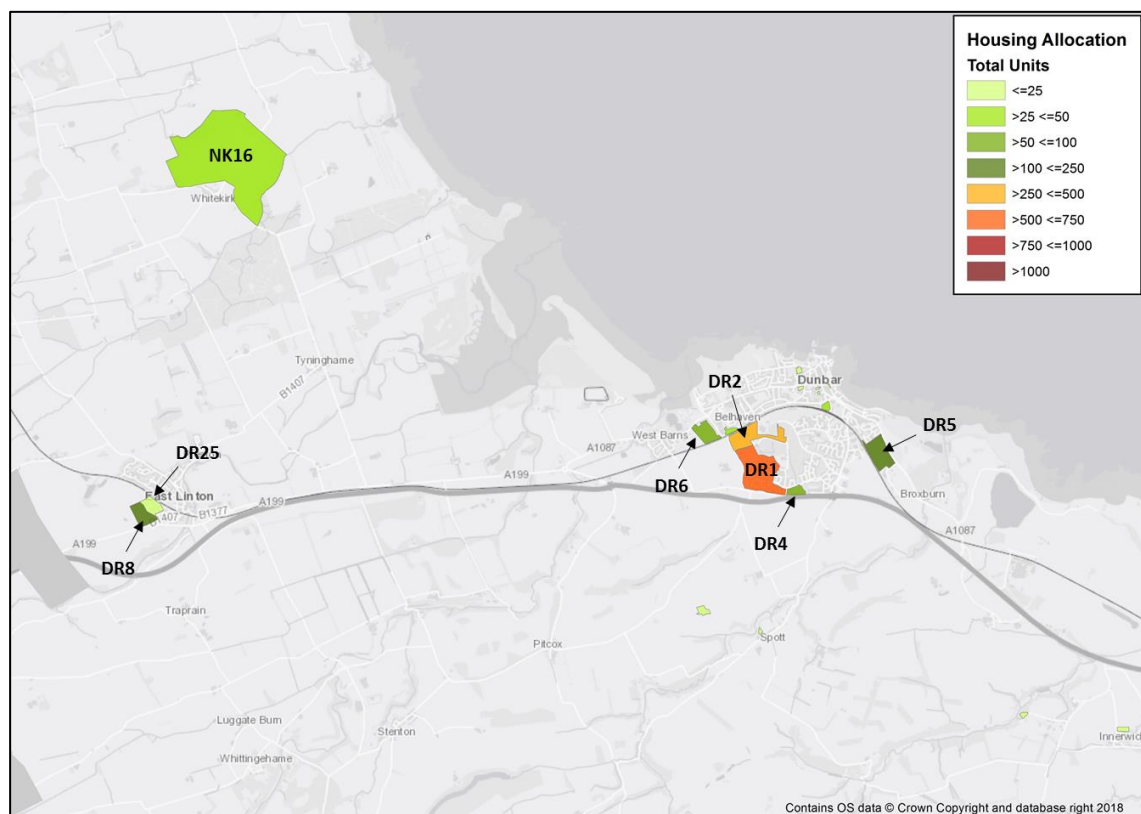 Housing Allocation
Total Units
<=25
>25 <=50
>50 <=100
>100 <=250
>250 <=500
>500 <=750
>750 <=1000
>1000
NK16
Whitekirk
Tyninghame
B1407
DR2
Dunbar
Belhaven
West Barns
A1087
DR5
DR25
DR6
DR1
East Linton
A199
A199
B1407
B1377
Broxburn
DR4
A199
A1087
DR8
Traprain
Spott
Pitcox
Luggate Burn
Stenton
Innerwid
Whittingehame
Contains OS data © Crown Copyright and database right 2018